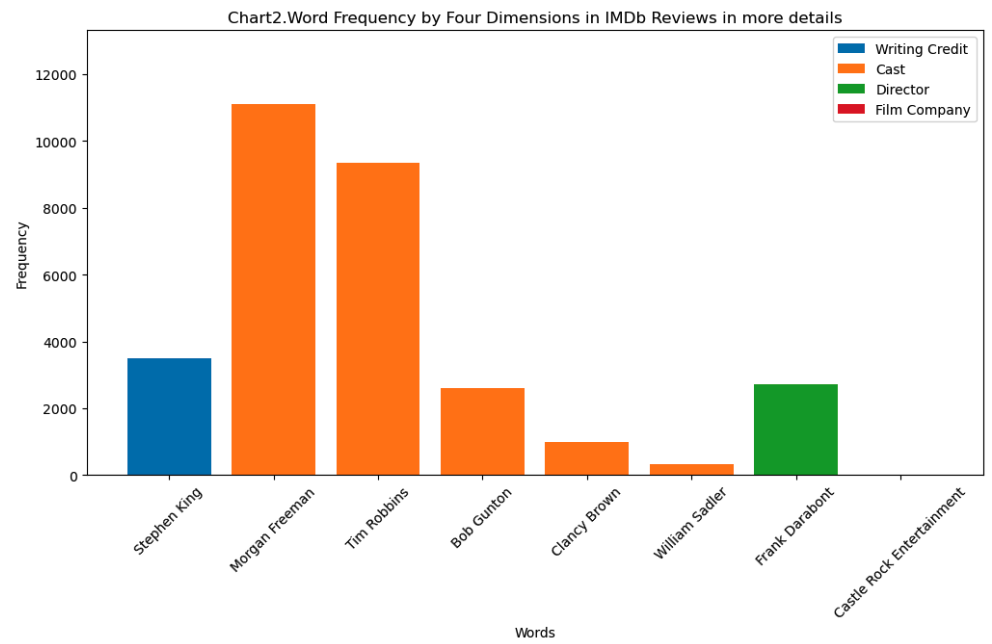 Chart2.Word Frequency by Four Dimensions in IMDb Reviews in more details
Writing Credit
Cast
Director
Film Company
12000
10000
8000
6000
4000
2000
0
Frequency
Stephen King
Morgan Freeman
Tim Robbins
Bob Gunton
Clancy Brown
William Sadler
Frank Darabont
Castle Rock Entertainment
Words